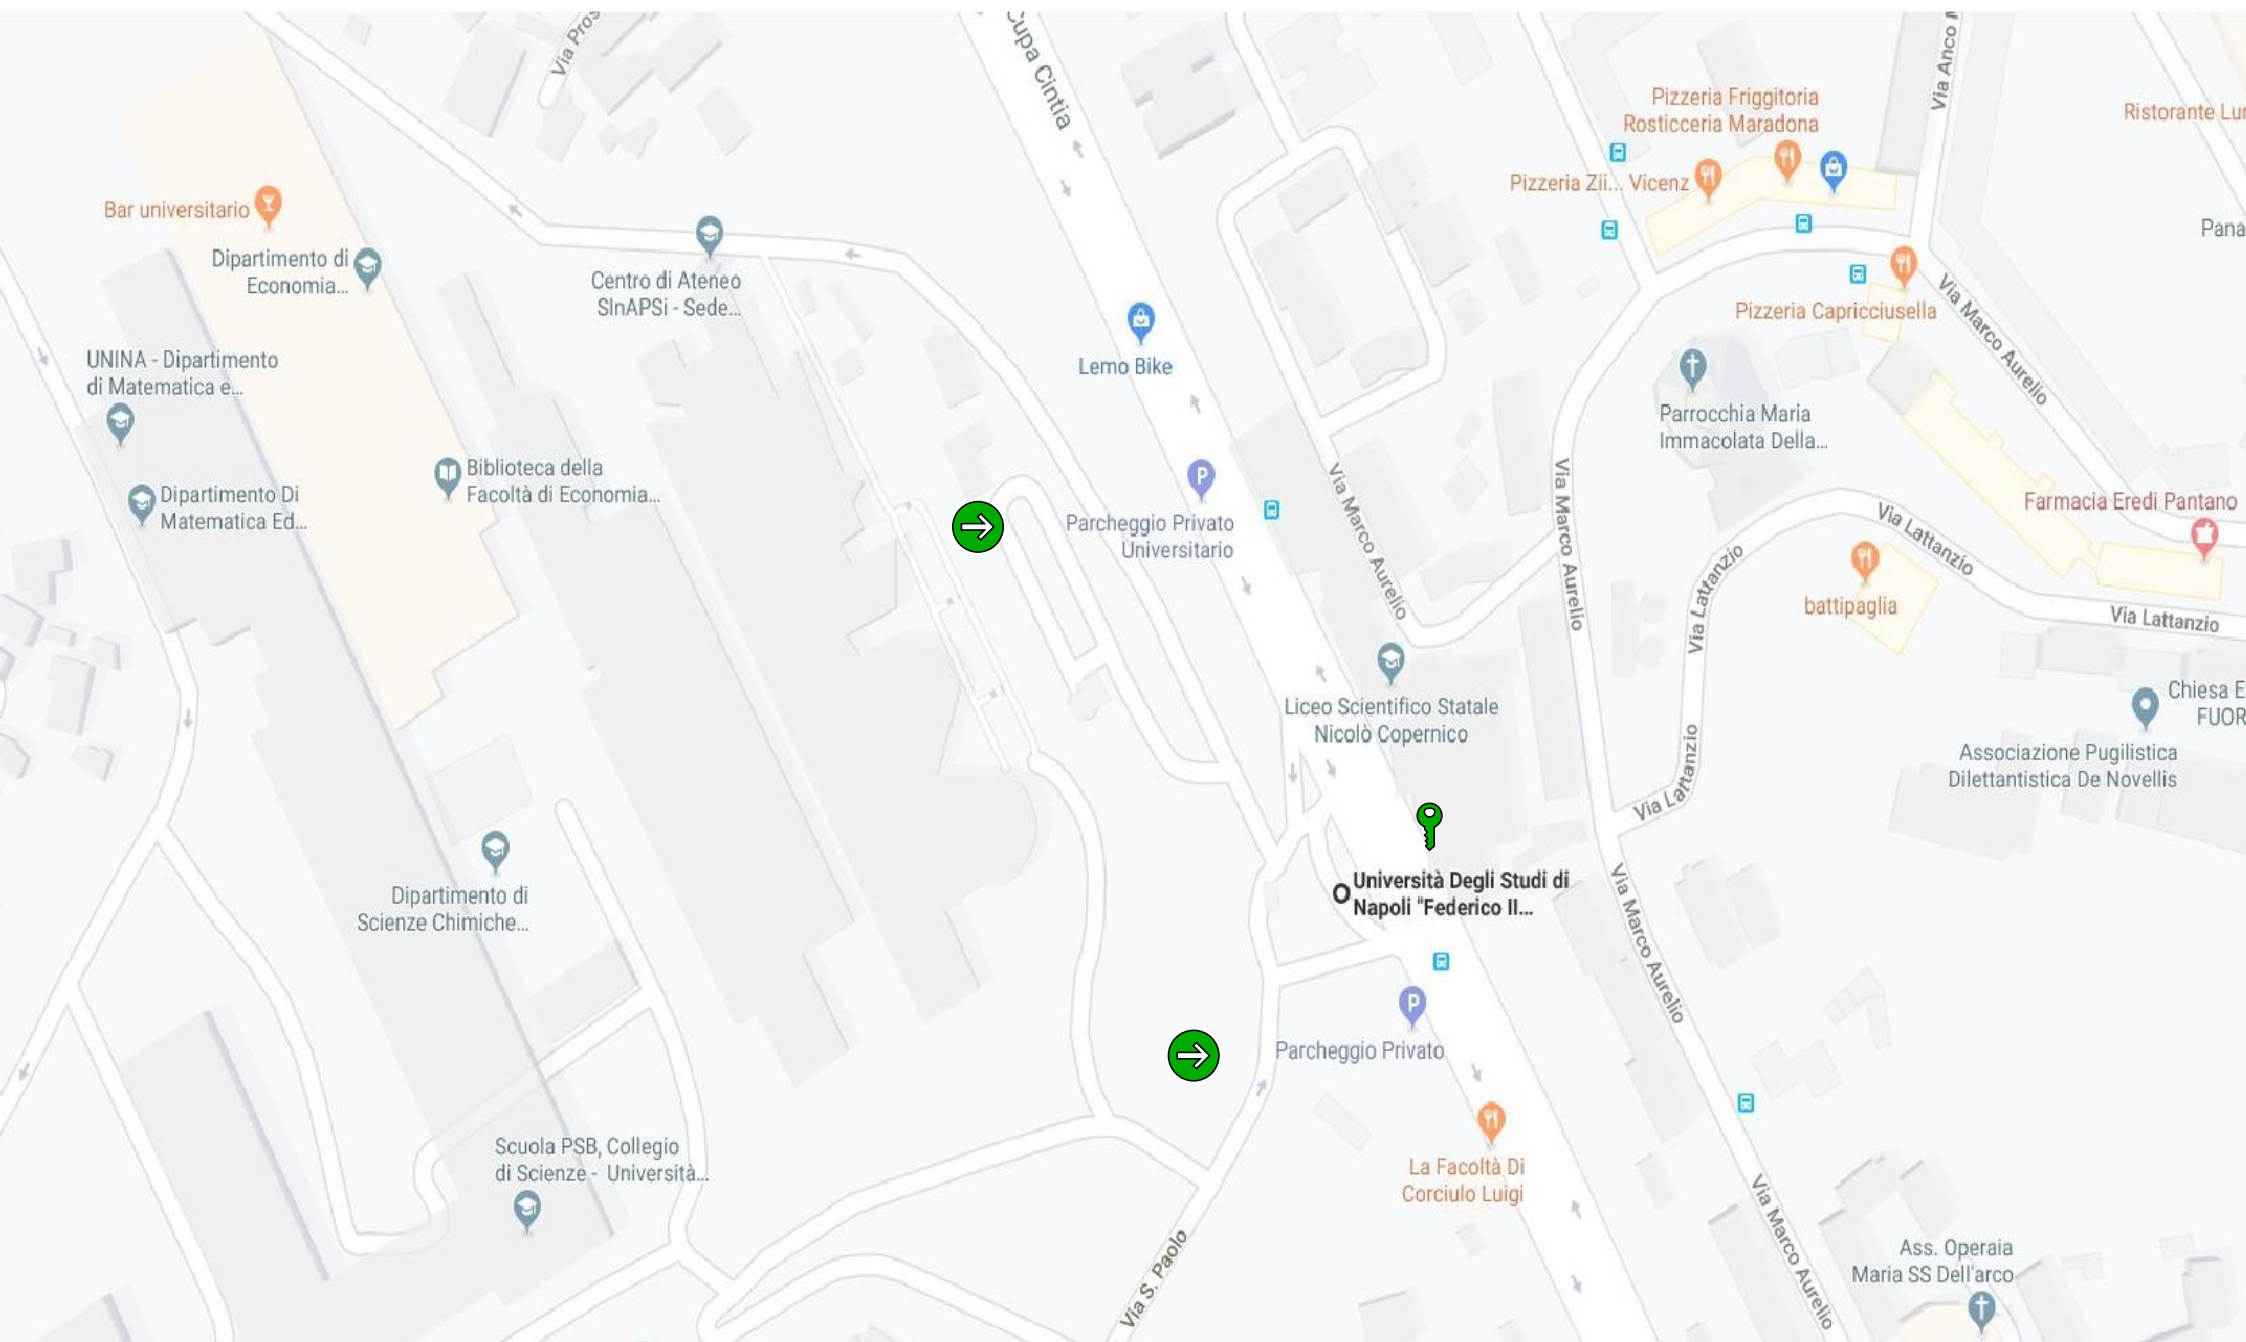 Via Pros
Cupa Cintia
Via Anco M
Pizzeria Friggitoria
Rosticceria Maradona
Ristorante Lu
Pizzeria Zii... Vicenz
Bar universitario
Pana
Dipartimento di
Economia...
Centro di Ateneo
SInAPSi - Sede...
Via Marco Aurelio
Pizzeria Capricciusella
UNINA - Dipartimento
di Matematica e...
Lemo Bike
Parrocchia Maria
Immacolata Della...
Biblioteca della
Facoltà di Economia...
Dipartimento Di
Matematica Ed...
P
Parcheggio Privato
Universitario
Via Marco Aurelio
Via Marco Aurelio
Via Lattanzio
Farmacia Eredi Pantano
Via Lattanzio
battipaglia
Via Lattanzio
Liceo Scientifico Statale
Nicolò Copernico
Chiesa E
FUOR
Via Lattanzio
Associazione Pugilistica
Dilettantistica De Novellis
Via Lattanzio
Università Degli Studi di
Napoli "Federico II...
Dipartimento di
Scienze Chimiche...
Via Marco Aurelio
P
Parcheggio Privato
Scuola PSB, Collegio
di Scienze - Università...
La Facoltà Di
Corciulo Luigi
Via S. Paolo
Via Marco Aurelio
Ass. Operaia
Maria SS Dell'arco